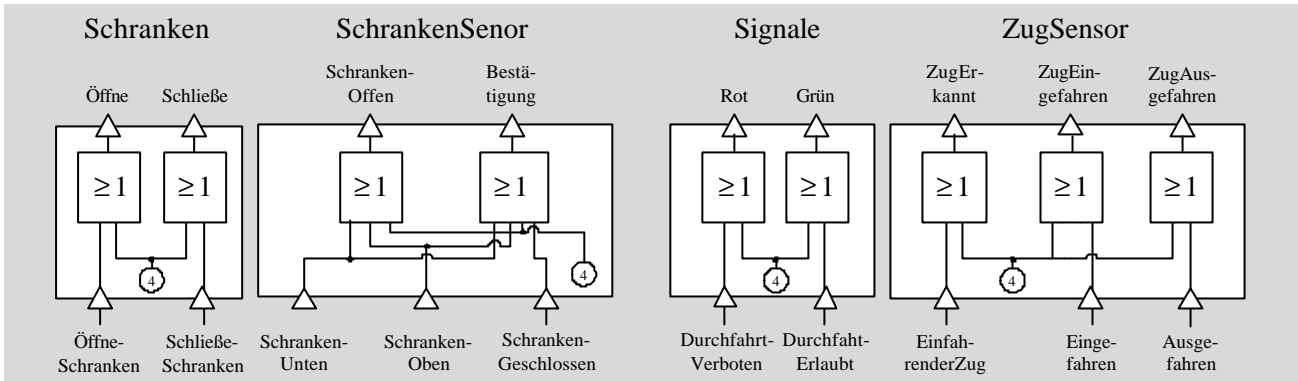 Schranken
SchrankenSenor
Signale
ZugSensor
Öffne
Schließe
Schranken-
Offen
Bestä-
tigung
Rot
Grün
ZugEr-
kannt
ZugEin-
gefahren
ZugAus-
gefahren
≥1
≥1
≥1
≥1
≥1
≥1
≥1
≥1
≥1
4
4
4
4
Öffne-
Schranken
Schließe-
Schranken
Schranken-
Unten
Schranken-
Oben
Schranken-
Geschlossen
Durchfahrt-
Verboten
Durchfaht-
Erlaubt
Einfah-
renderZug
Einge-
fahren
Ausge-
fahren